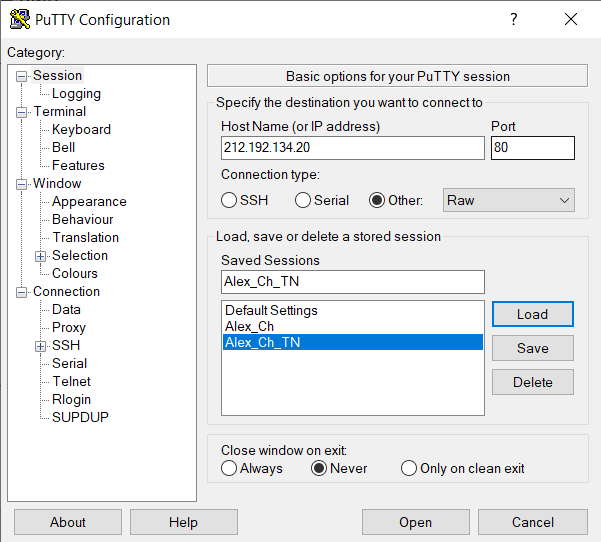 PuTTY Configuration
?
Category:
Session
Logging
Terminal
Keyboard
Bell
Features
Window
Appearance
Behaviour
Translation
Selection
Colours
Connection
Data
Proxy
SSH
Serial
Telnet
Rlogin
SUPDUP
Basic options for your PuTTY session
Specify the destination you want to connect to
Host Name (or IP address) Port
212.192.134.20 80
Connection type:
SSH Serial Other: Raw
Load, save or delete a stored session
Saved Sessions
Alex_Ch_TN
Default Settings
Alex_Ch
Alex_Ch_TN
Load
Save
Delete
Close window on exit:
Always Never Only on clean exit
About Help Open Cancel